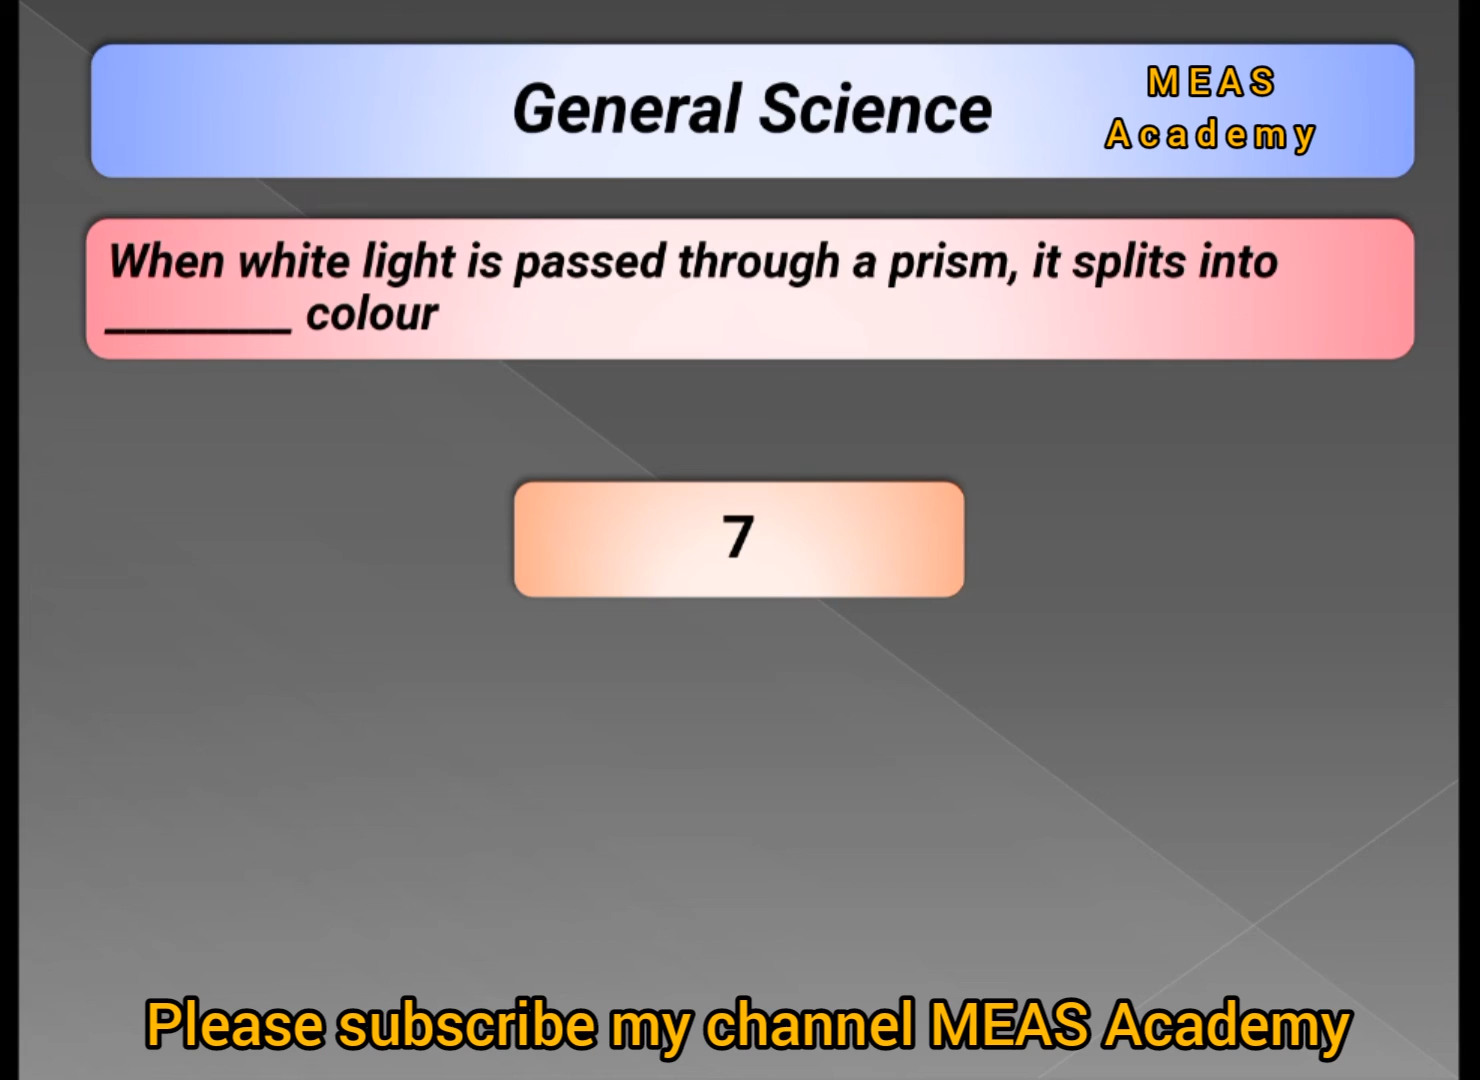 General Science
MEAS
Academy
When white light is passed through a prism, it splits into
_________ colour
7
Please subscribe my channel MEAS Academy